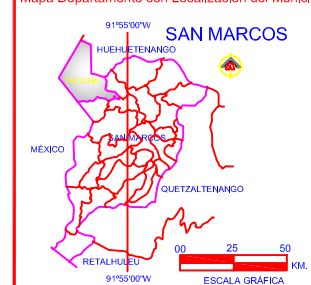 Mapa Departamento con Localización del Munic
91°55'00"W
SAN MARCOS
HUEHUETENANGO
SAN MARCOS
MÉXICO
QUETZALTENANGO
00 25 50
KM.
RETALHULEU
91°55'00"W
ESCALA GRÁFICA